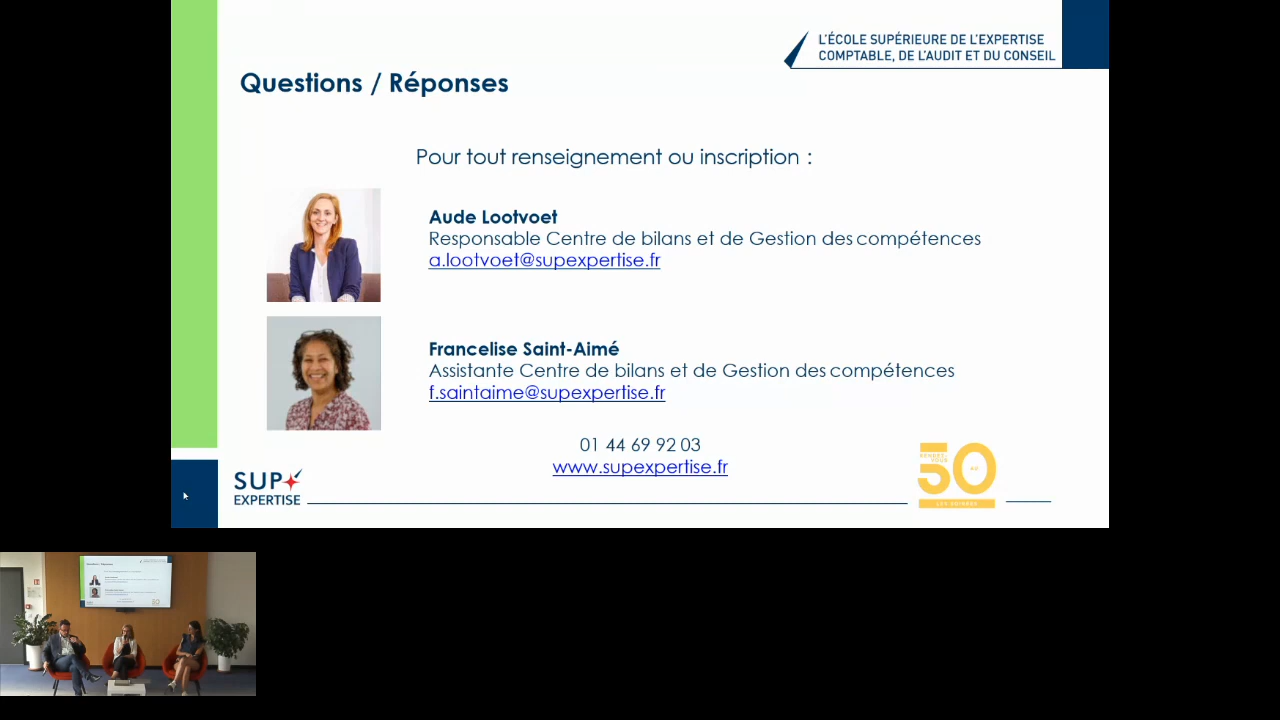 L'ÉCOLE SUPÉRIEURE DE L'EXPERTISE
COMPTABLE, DE L'AUDIT ET DU CONSEIL
Questions / Réponses
Pour tout renseignement ou inscription :
Aude Lootvoet
Responsable Centre de bilans et de Gestion des compétences
a.lootvoet@supexpertise.fr
Francelise Saint-Aimé
Assistante Centre de bilans et de Gestion des compétences
f.saintaime@supexpertise.fr
01 44 69 92 03
www.supexpertise.fr
SUP
EXPERTISE
RENDEZ
VOUS
50